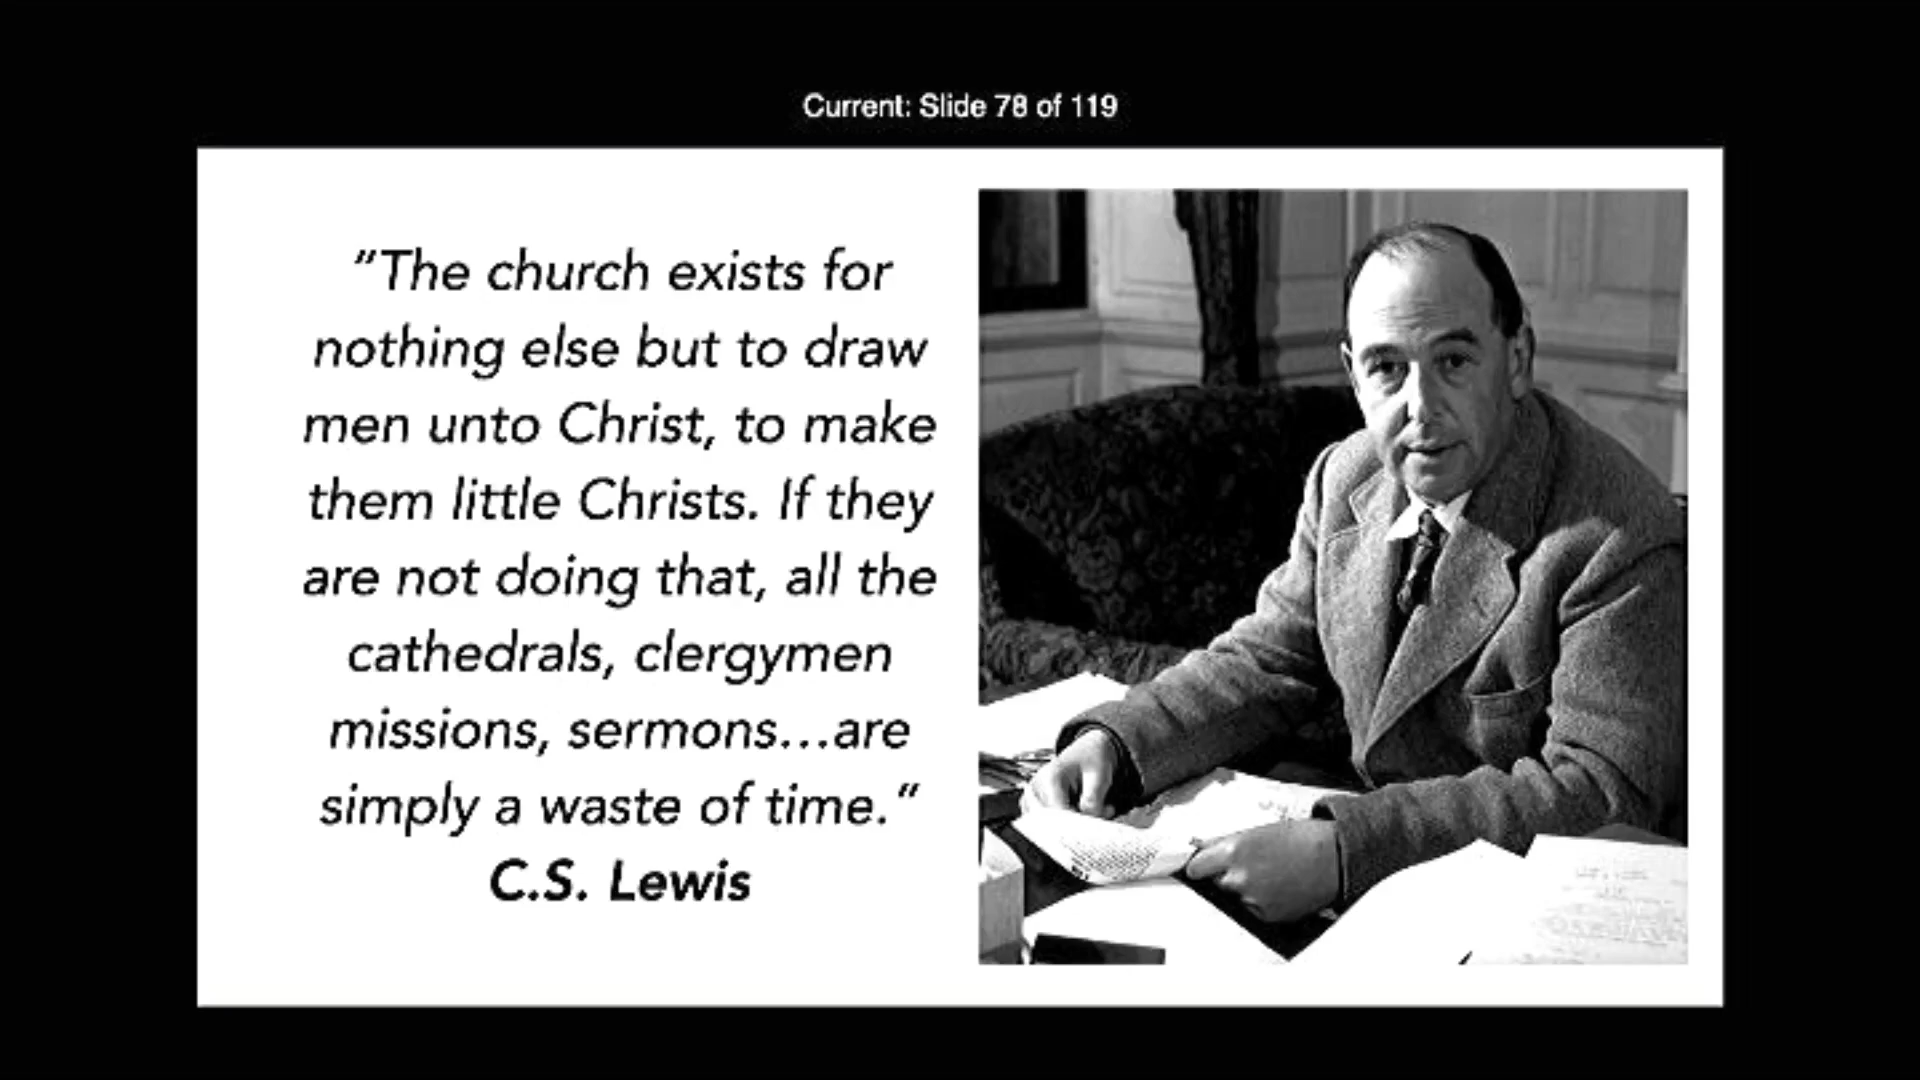 Current: Slide 78 of 119
"The church exists for
nothing else but to draw
men unto Christ, to make
them little Christs. If they
are not doing that, all the
cathedrals, clergymen
missions, sermons...are
simply a waste of time."
C.S. Lewis